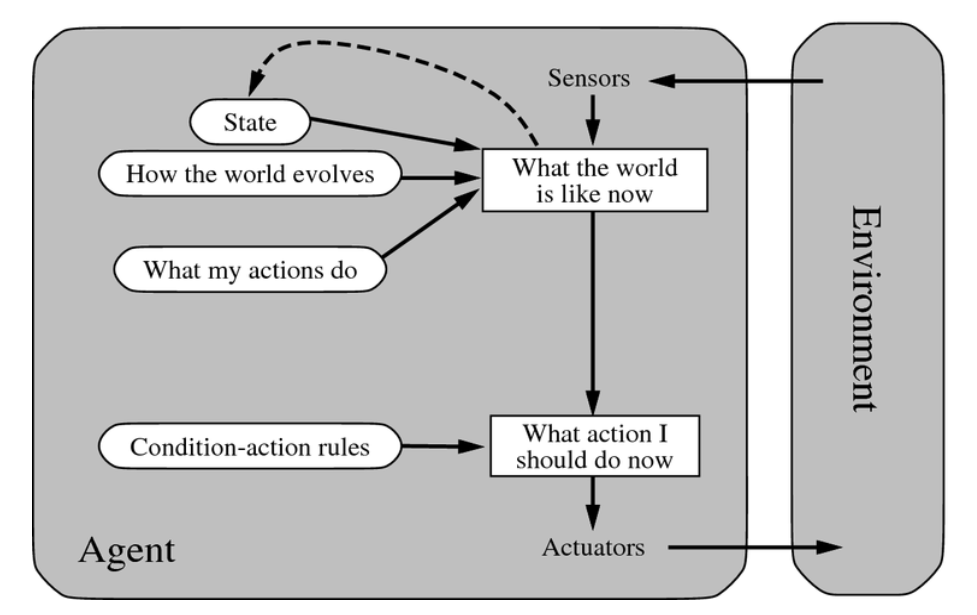 Sensors
State
What the world
is like now
How the world evolves
What my actions do
Environment
Condition-action rules
What action I
should do now
Agent
Actuators